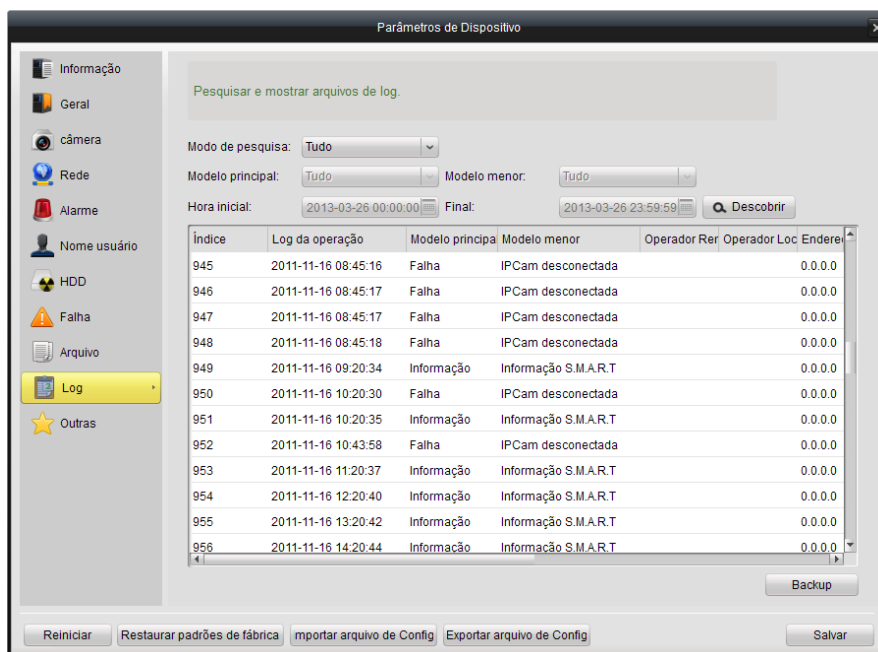 Parâmetros de Dispositivo
Informação
Geral
câmera
Rede
Alarme
Nome usuário
HDD
Falha
Arquivo
Log
Outras
Pesquisar e mostrar arquivos de log.
Modo de pesquisa: Tudo
Modelo principal: Tudo Modelo menor: Tudo
Hora inicial: 2013-03-26 00:00:00 Final: 2013-03-26 23:59:59 Descobrir
Índice Log da operação Modelo principa Modelo menor Operador Rer Operador Loc Endere
945 2011-11-16 08:45:16 Falha IPCam desconectada 0.0.0.0
946 2011-11-16 08:45:17 Falha IPCam desconectada 0.0.0.0
947 2011-11-16 08:45:17 Falha IPCam desconectada 0.0.0.0
948 2011-11-16 08:45:18 Falha IPCam desconectada 0.0.0.0
949 2011-11-16 09:20:34 Informação Informação S.M.A.R.T 0.0.0.0
950 2011-11-16 10:20:30 Falha IPCam desconectada 0.0.0.0
951 2011-11-16 10:20:35 Informação Informação S.M.A.R.T 0.0.0.0
952 2011-11-16 10:43:58 Falha IPCam desconectada 0.0.0.0
953 2011-11-16 11:20:37 Informação Informação S.M.A.R.T 0.0.0.0
954 2011-11-16 12:20:40 Informação Informação S.M.A.R.T 0.0.0.0
955 2011-11-16 13:20:42 Informação Informação S.M.A.R.T 0.0.0.0
956 2011-11-16 14:20:44 Informação Informação S.M.A.R.T 0.0.0.0
Backup
Reiniciar Restaurar padrões de fábrica mportar arquivo de Config Exportar arquivo de Config Salvar